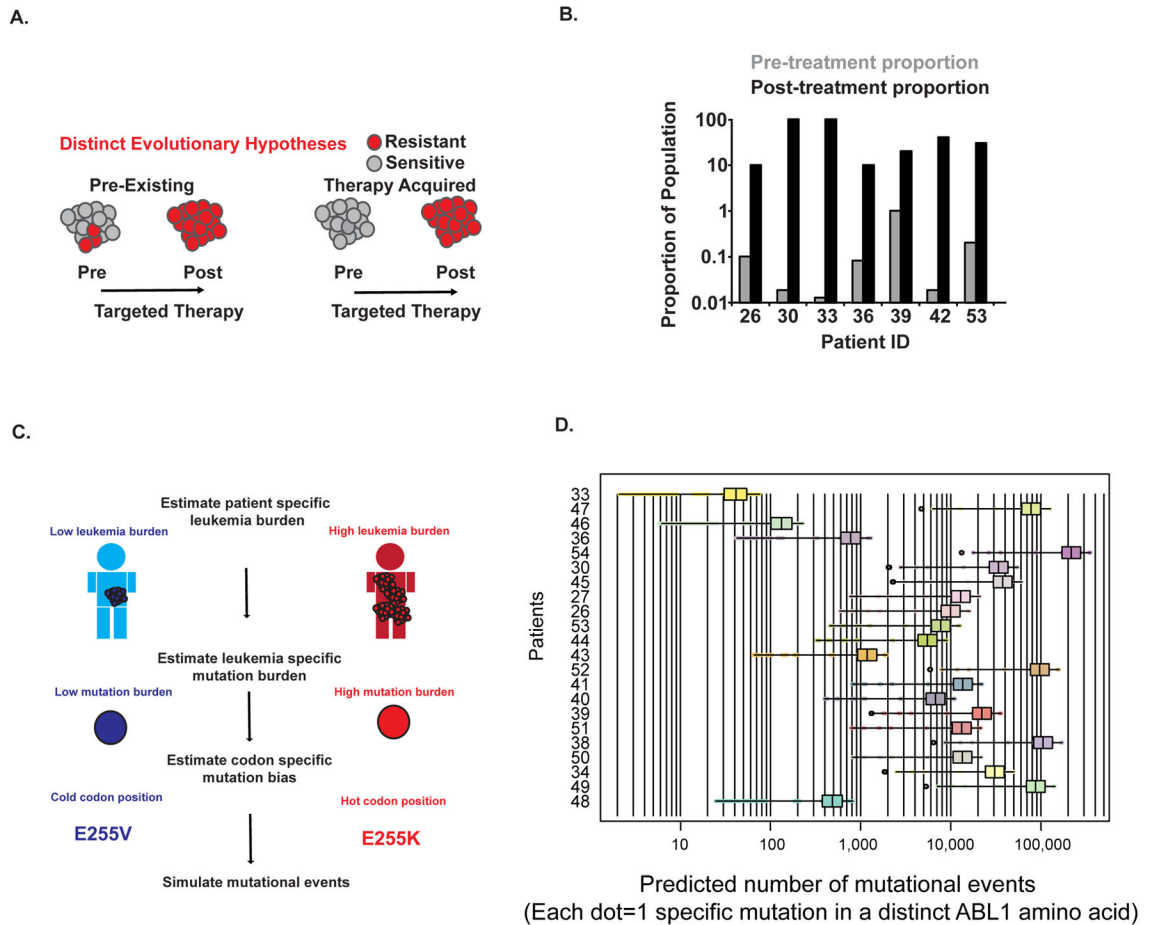 A.
Distinct Evolutionary Hypotheses
Resistant
Sensitive
Pre-Existing
Therapy Acquired
Pre
Post
Pre
Post
Targeted Therapy
Targeted Therapy
B.
Pre-treatment proportion
Post-treatment proportion
Proportion of Population
100
10
1
0.1
0.01
26 30 33 36 39 42 53
Patient ID
C.
Estimate patient specific
leukemia burden
Low leukemia burden
High leukemia burden
Estimate leukemia specific
mutation burden
Low mutation burden
High mutation burden
Estimate codon specific
mutation bias
Cold codon position
Hot codon position
E255V
E255K
Simulate mutational events
D.
Patients
33
47
46
36
54
30
45
27
26
53
44
43
52
41
40
39
51
38
50
34
49
48
10 100 1,000 10,000 100,000
Predicted number of mutational events
(Each dot=1 specific mutation in a distinct ABL1 amino acid)